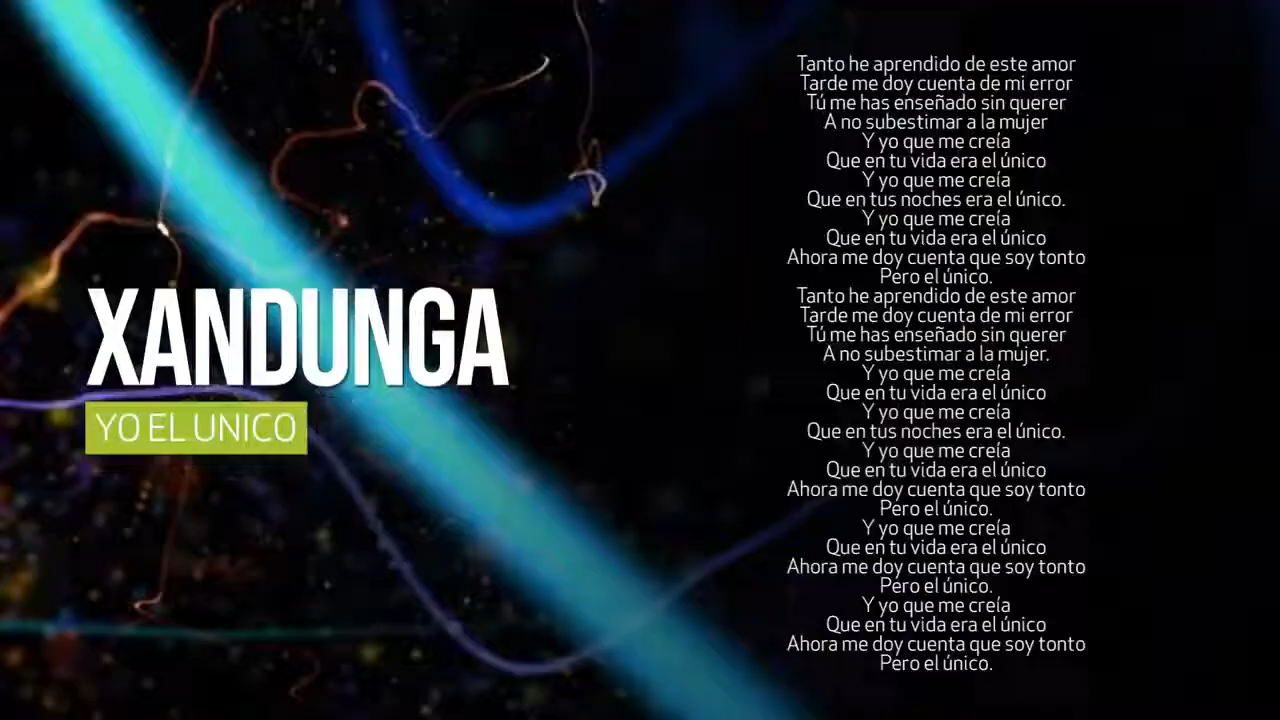 XANDUNGA
YO EL UNICO
Tanto he aprendido de este amor
Tarde me doy cuenta de mi error
Tú me has enseñado sin querer
A no subestimar a la mujer
Y yo que me creía
Que en tu vida era el único
Y yo que me creía
Que en tus noches era el único.
Y yo que me creía
Que en tu vida era el único
Ahora me doy cuenta que soy tonto
Pero el único.
Tanto he aprendido de este amor
Tarde me doy cuenta de mi error
Tú me has enseñado sin querer
A no subestimar a la mujer.
Y yo que me creía
Que en tu vida era el único
Y yo que me creía
Que en tus noches era el único.
Y yo que me creía
Que en tu vida era el único
Ahora me doy cuenta que soy tonto
Pero el único.
Y yo que me creía
Que en tu vida era el único
Ahora me doy cuenta que soy tonto
Pero el único.
Y yo que me creía
Que en tu vida era el único
Ahora me doy cuenta que soy tonto
Pero el único.